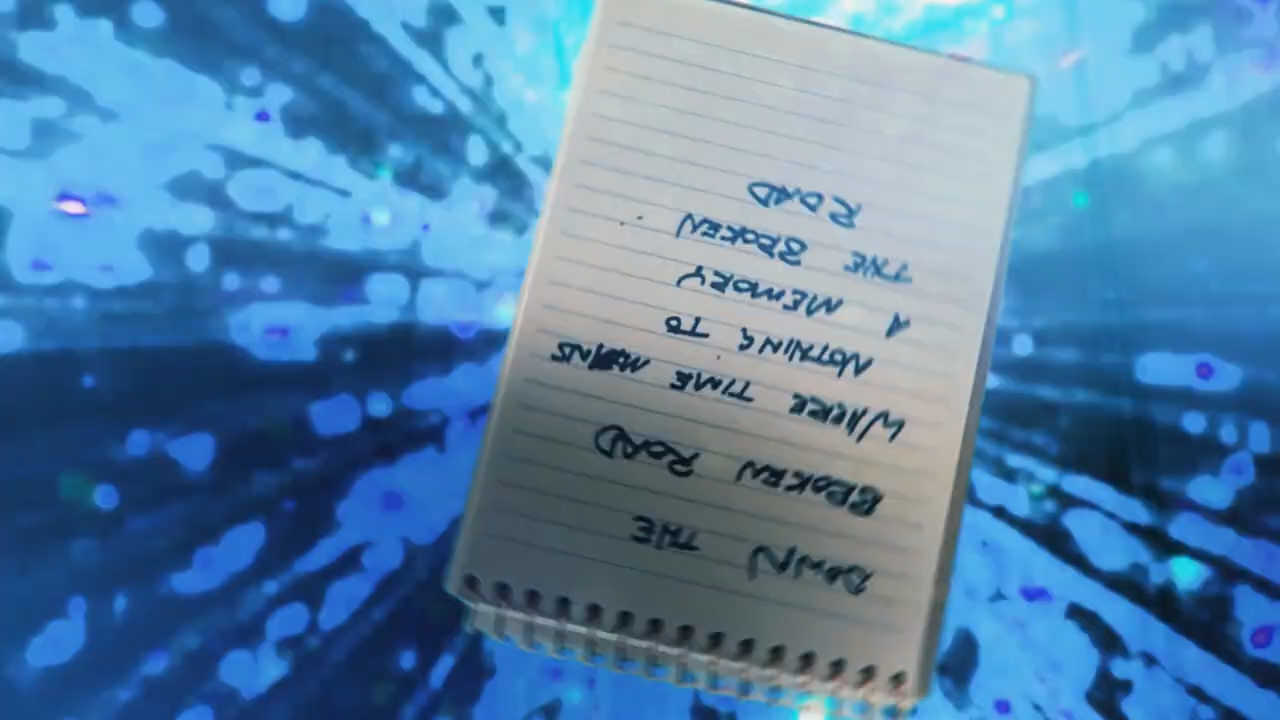 DOWN THE
BROKEN ROAD
WHERE TIME MEANS
NOTHING TO
A MEMORY
THE BROKEN
ROAD